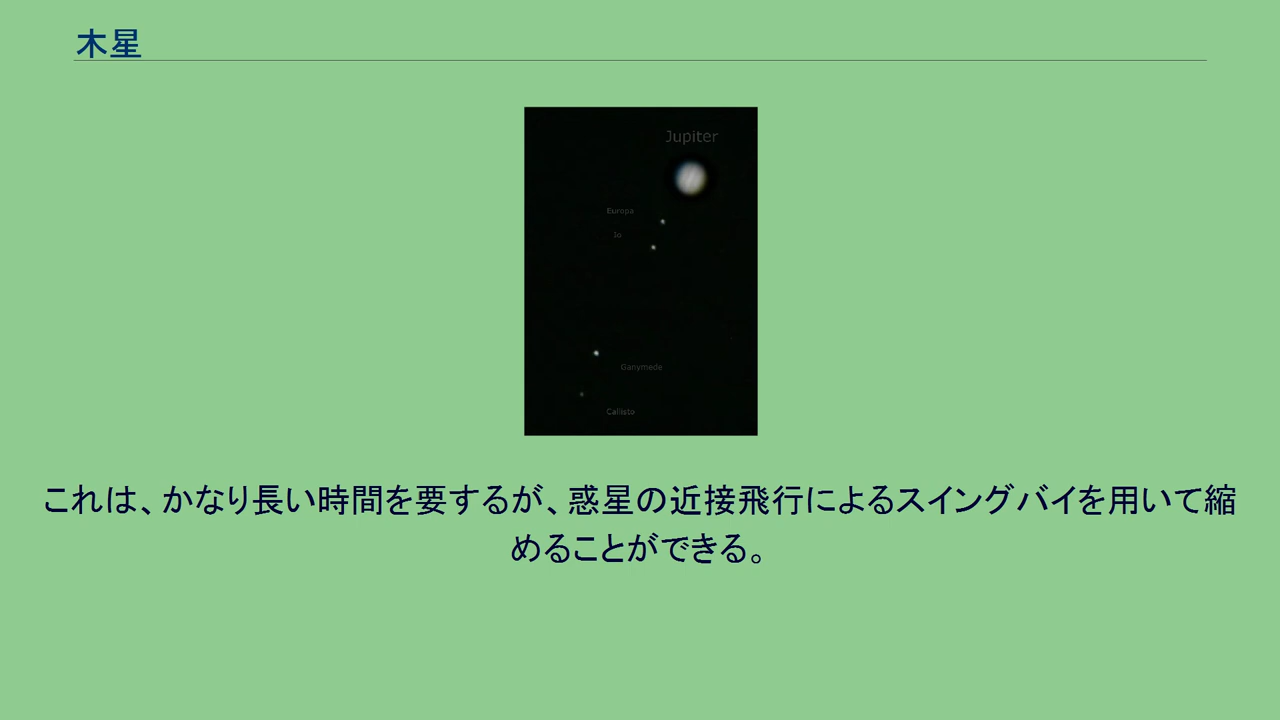 木星
Jupiter
Europa
Io
Ganymede
Callisto
これは、かなり長い時間を要するが、惑星の近接飛行によるスイングバイを用いて縮
めることができる。